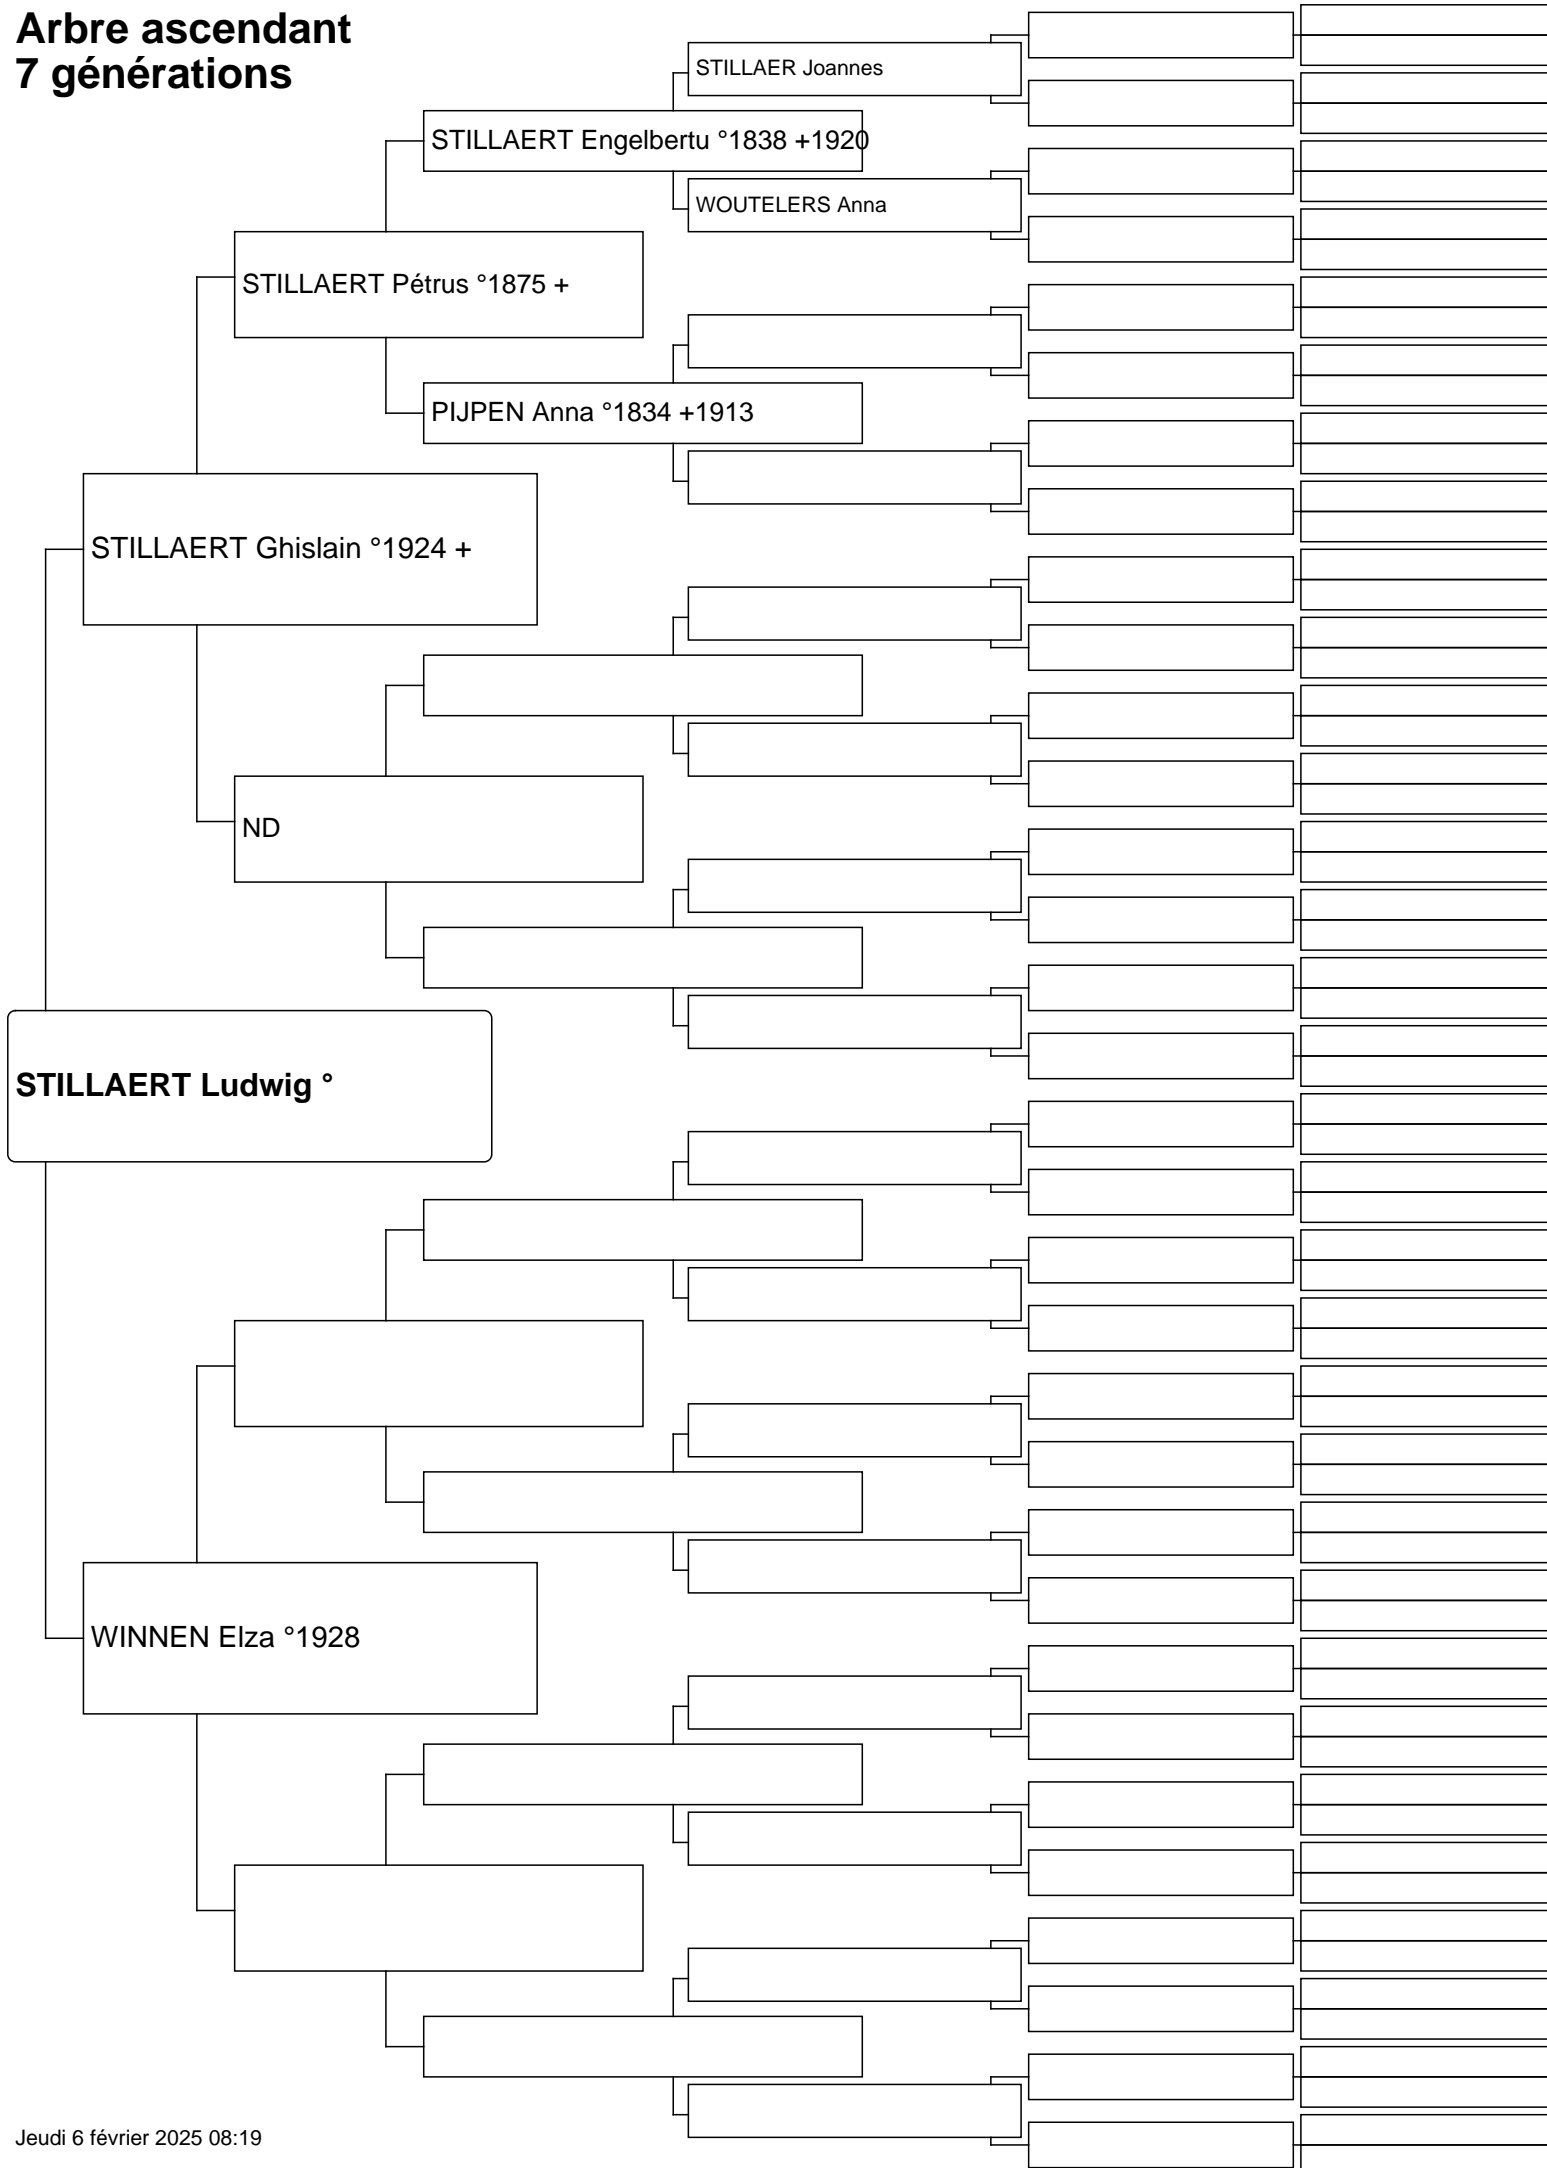 Arbre ascendant
7 générations
STILLAER Joannes
STILLAERT Engelbertu °1838 +1920
WOUTELERS Anna
STILLAERT Pétrus °1875 +
PIJPEN Anna °1834 +1913
STILLAERT Ghislain °1924 +
ND
STILLAERT Ludwig °
WINNEN Elza °1928
Jeudi 6 février 2025 08:19